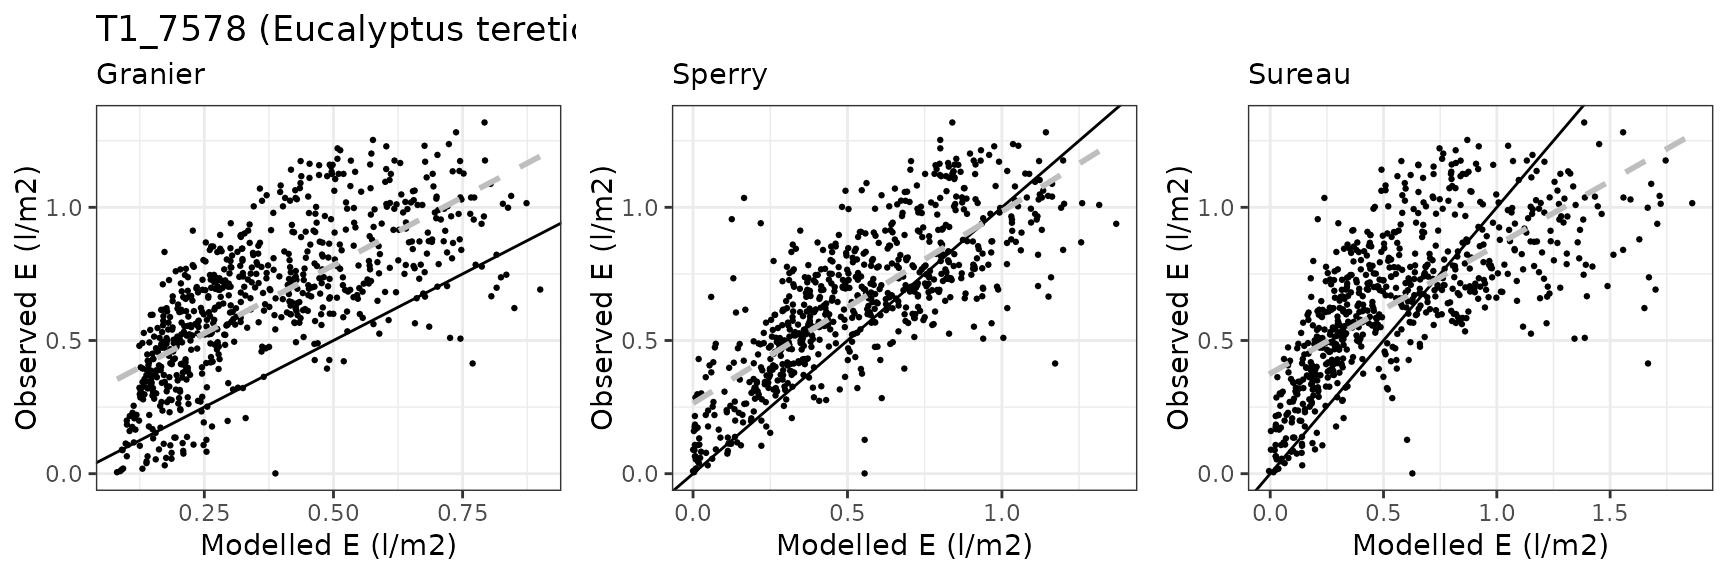 T1_7578 (Eucalyptus teretic
Granier
Sperry
Sureau
Observed E (l/m2)
1.0
0.5
0.0
0.25
0.50
0.75
Modelled E (l/m2)
Observed E (l/m2)
1.0
0.5
0.0
0.0
0.5
1.0
Modelled E (l/m2)
Observed E (l/m2)
1.0
0.5
0.0
0.0
0.5
1.0
1.5
Modelled E (l/m2)